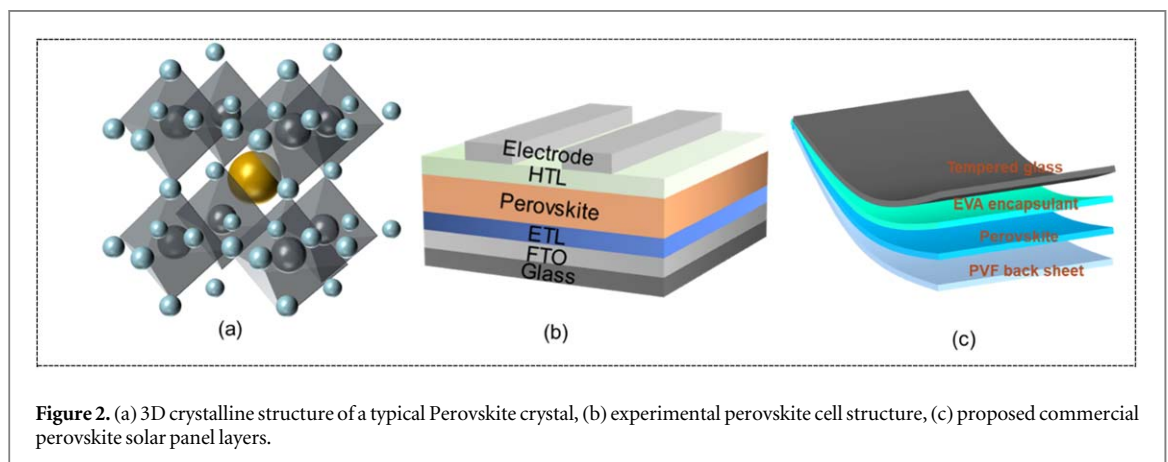 Electrode
HTL
Perovskite
ETL
FTO
Glass
Tempered glass
EVA encapsulant
Perovskite
PVF back sheet
(a)
(b)
(c)
Figure 2. (a) 3D crystalline structure of a typical Perovskite crystal, (b) experimental perovskite cell structure, (c) proposed commercial
perovskite solar panel layers.